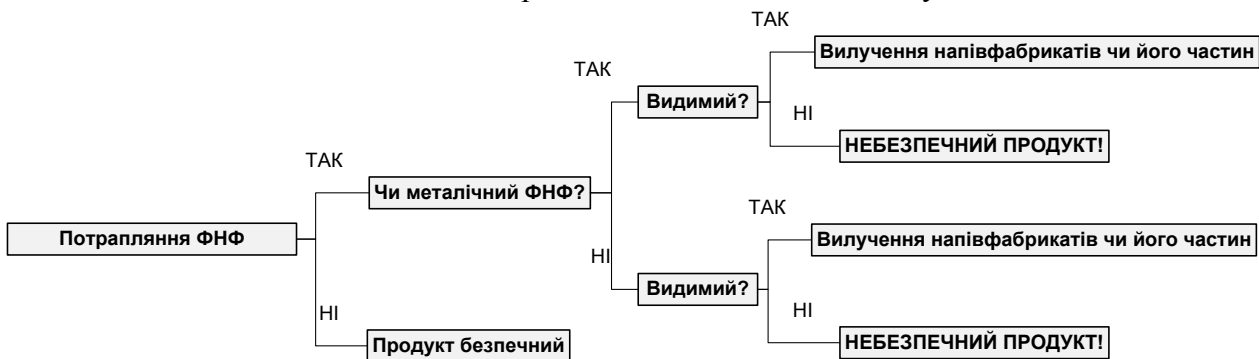 ТАК
Вилучення напівфабрикатів чи його частин
ТАК
Видимий?
НІ
НЕБЕЗПЕЧНИЙ ПРОДУКТ!
ТАК
Чи металічний ФНФ?
ТАК
Потрапляння ФНФ
Вилучення напівфабрикатів чи його частин
НІ
Видимий?
НІ
НІ
Продукт безпечний
НЕБЕЗПЕЧНИЙ ПРОДУКТ!